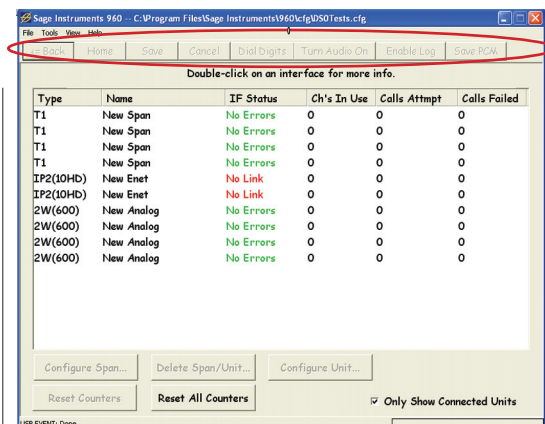 Sage Instruments 960 -- C:\Program Files\Sage Instruments\960\cfg\DS0Tests.cfg
File Tools View Help
<= Back Home Save Cancel Dial Digits Turn Audio On Enable Log Save PCM
Double-click on an interface for more info.
Type Name IF Status Ch's In Use Calls Attmpt Calls Failed
T1 New Span No Errors 0 0 0
T1 New Span No Errors 0 0 0
T1 New Span No Errors 0 0 0
T1 New Span No Errors 0 0 0
IP2(10HD) New Enet No Link 0 0 0
IP2(10HD) New Enet No Link 0 0 0
2W(600) New Analog No Errors 0 0 0
2W(600) New Analog No Errors 0 0 0
2W(600) New Analog No Errors 0 0 0
2W(600) New Analog No Errors 0 0 0
Configure Span... Delete Span/Unit... Configure Unit...
Reset Counters Reset All Counters Only Show Connected Units
USB EVENT: Done